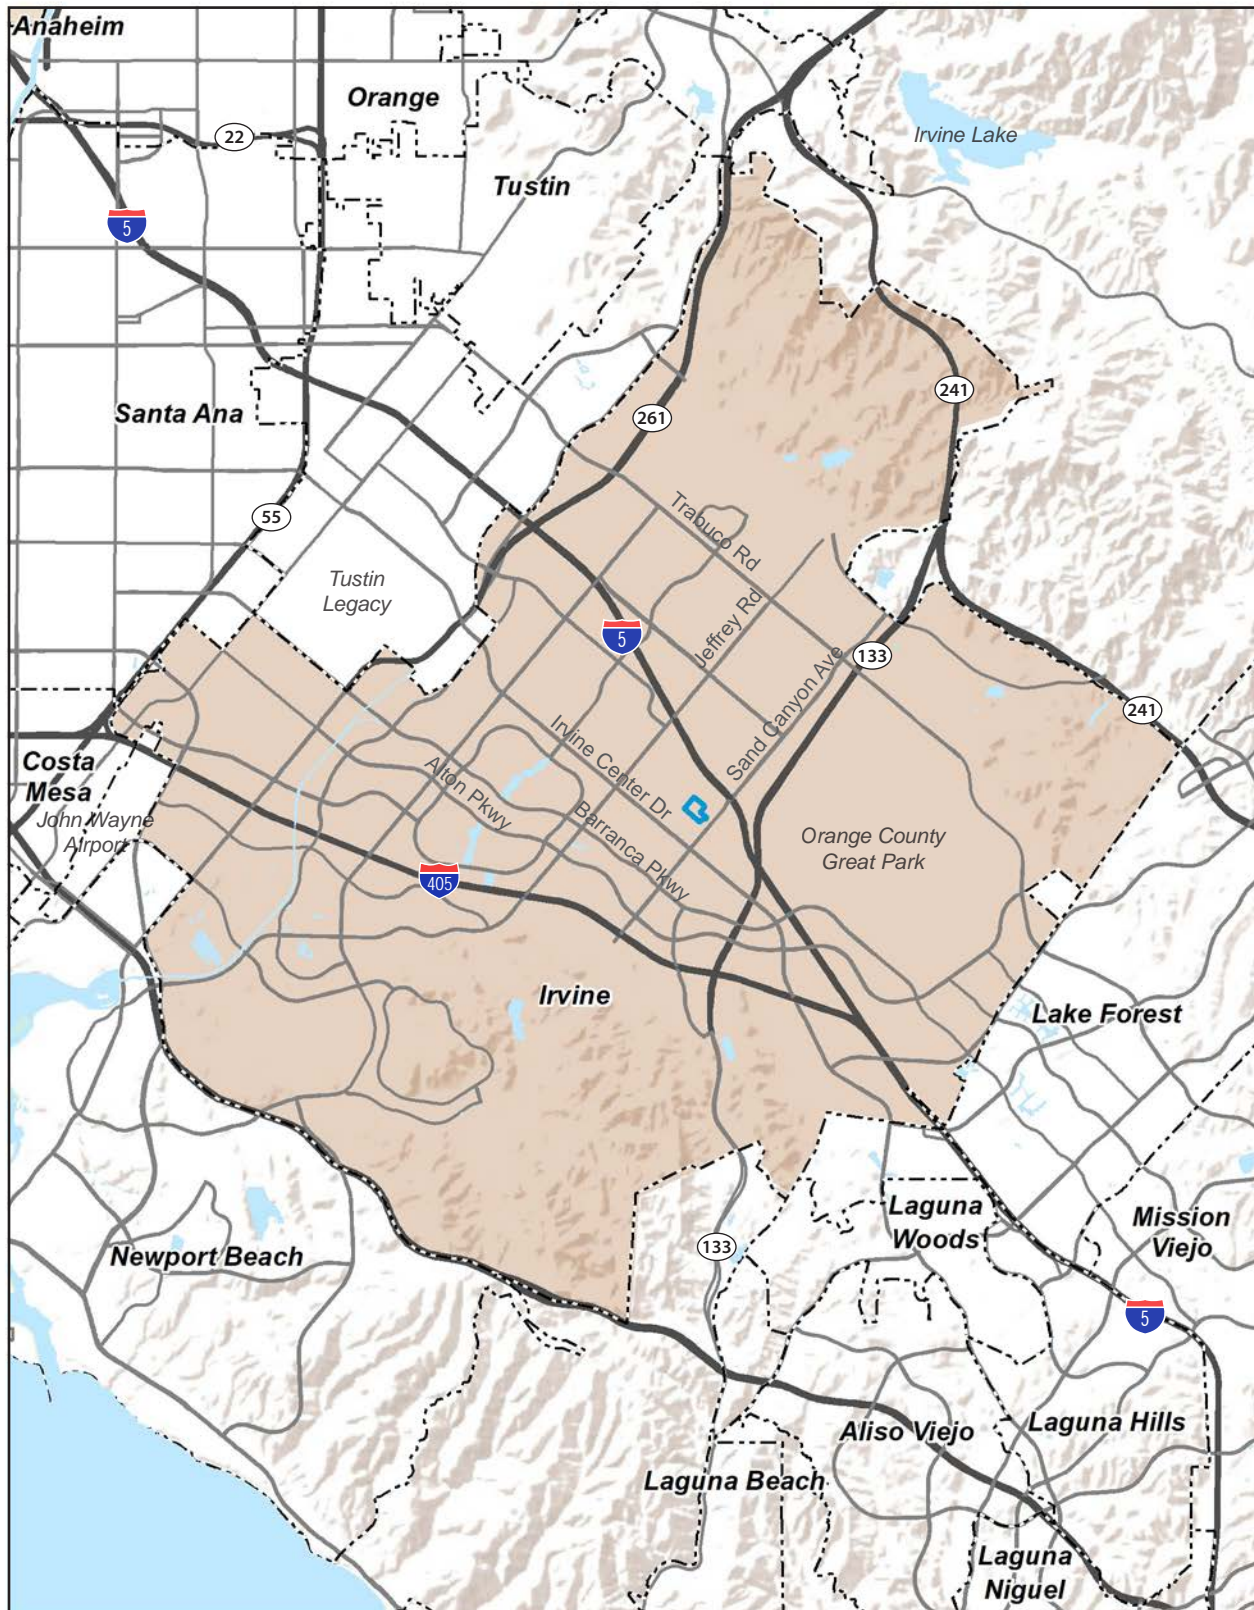 Anaheim
Orange
22
Irvine Lake
Tustin
5
241
Santa Ana
261
55
Trabuco Rd
Tustin
Legacy
Jeffrey Rd
5
133
Sand Canyon Ave
241
Irvine Center Dr
Costa
Mesa
Alton Pkwy
John Wayne
Airport
Barranca Pkwy
Orange County
Great Park
405
Irvine
Lake Forest
Laguna
Woods
Mission
Viejo
133
Newport Beach
5
Aliso Viejo
Laguna Hills
Laguna Beach
Laguna
Niguel